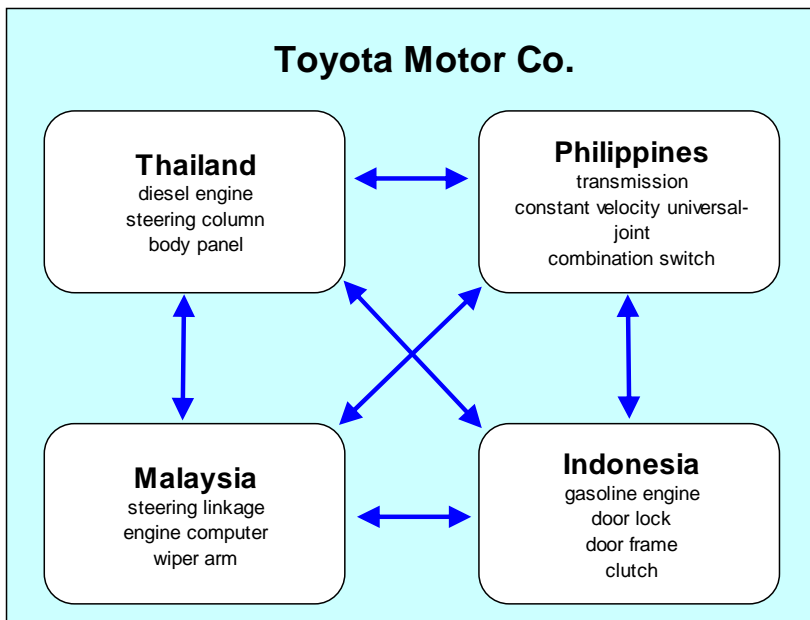 Toyota Motor Co.
Thailand
diesel engine
steering column
body panel
Philippines
transmission
constant velocity universal-
joint
combination switch
Malaysia
steering linkage
engine computer
wiper arm
Indonesia
gasoline engine
door lock
door frame
clutch